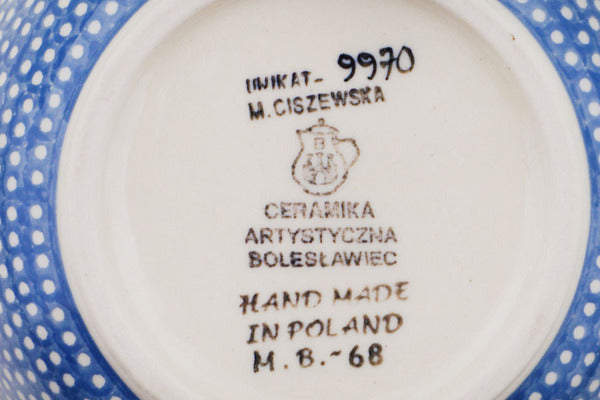 UNIKAT- 9970
M. CISZEWSKA
CERAMIKA
ARTYSTYCZNA
BOLESŁAWIEC
HAND MADE
IN POLAND
M. B. -68